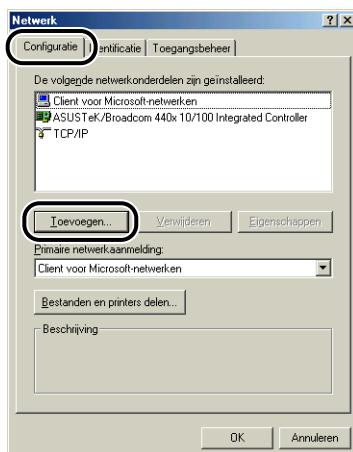 Netwerk
Configuratie Identificatie Toegangsbeheer
De volgende netwerkonderdelen zijn geïnstalleerd:
Client voor Microsoft-netwerken
ASUSTeK/Broadcom 440x 10/100 Integrated Controller
TCP/IP
Toevoegen... Verwijderen Eigenschappen
Primaire netwerkaanmelding:
Client voor Microsoft-netwerken
Bestanden en printers delen...
Beschrijving
OK Annuleren